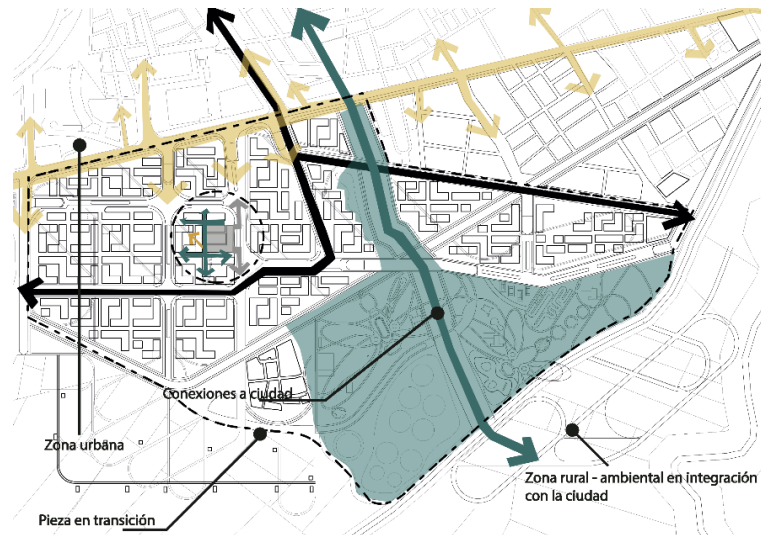 Conexiones a ciudad
Zona urbana
Zona rural - ambiental en integración
con la ciudad
Pieza en transición